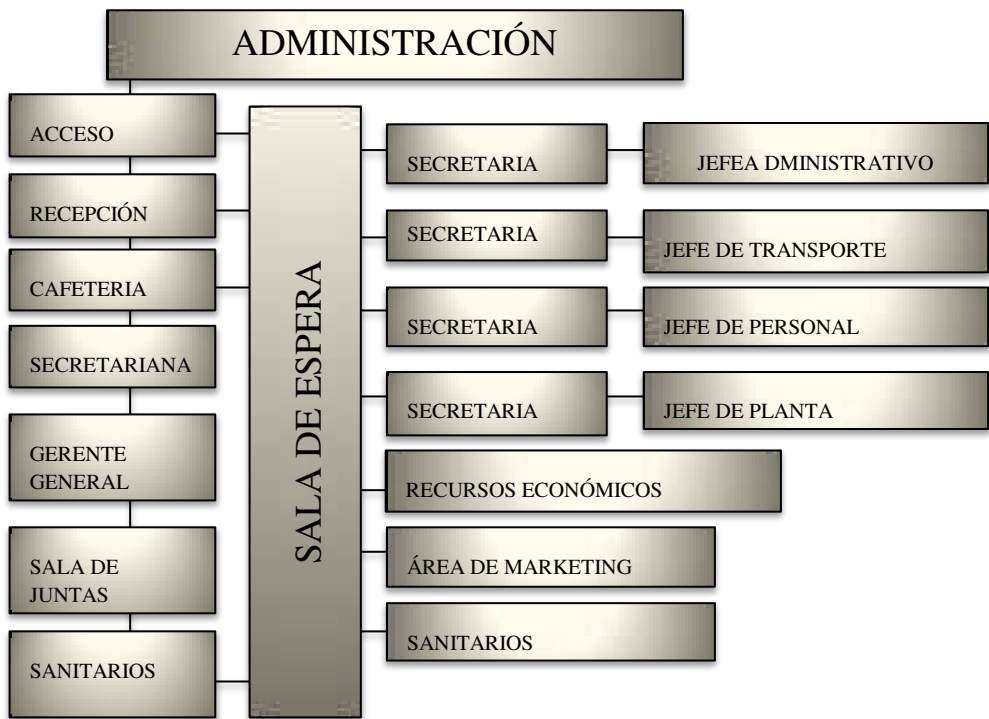 ADMINISTRACIÓN
ACCESO
RECEPCIÓN
CAFETERIA
SECRETARIANA
GERENTE
GENERAL
SALA DE
JUNTAS
SANITARIOS
SALA DE ESPERA
SECRETARIA
JEFEA DMINISTRATIVO
SECRETARIA
JEFE DE TRANSPORTE
SECRETARIA
JEFE DE PERSONAL
SECRETARIA
JEFE DE PLANTA
RECURSOS ECONÓMICOS
ÁREA DE MARKETING
SANITARIOS